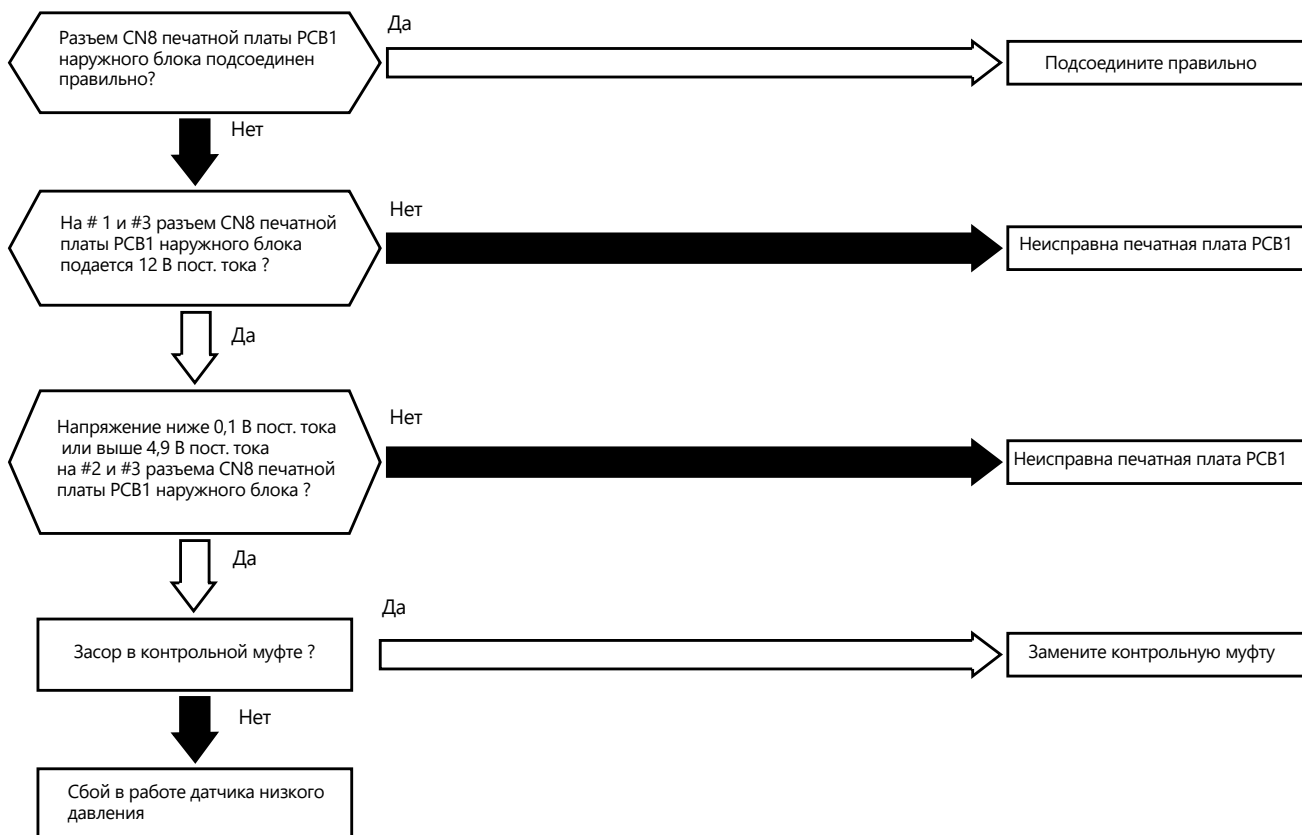 Разъем CN8 печатной платы PCB1
наружного блока подсоединен
правильно?
Да
Подсоедините правильно
Нет
На # 1 и #3 разъем CN8 печатной
платы PCB1 наружного блока
подается 12 В пост. тока ?
Нет
Неисправна печатная плата PCB1
Да
Напряжение ниже 0,1 В пост. тока
или выше 4,9 В пост. тока
на #2 и #3 разъема CN8 печатной
платы PCB1 наружного блока ?
Нет
Неисправна печатная плата PCB1
Да
Засор в контрольной муфте ?
Да
Замените контрольную муфту
Нет
Сбой в работе датчика низкого
давления